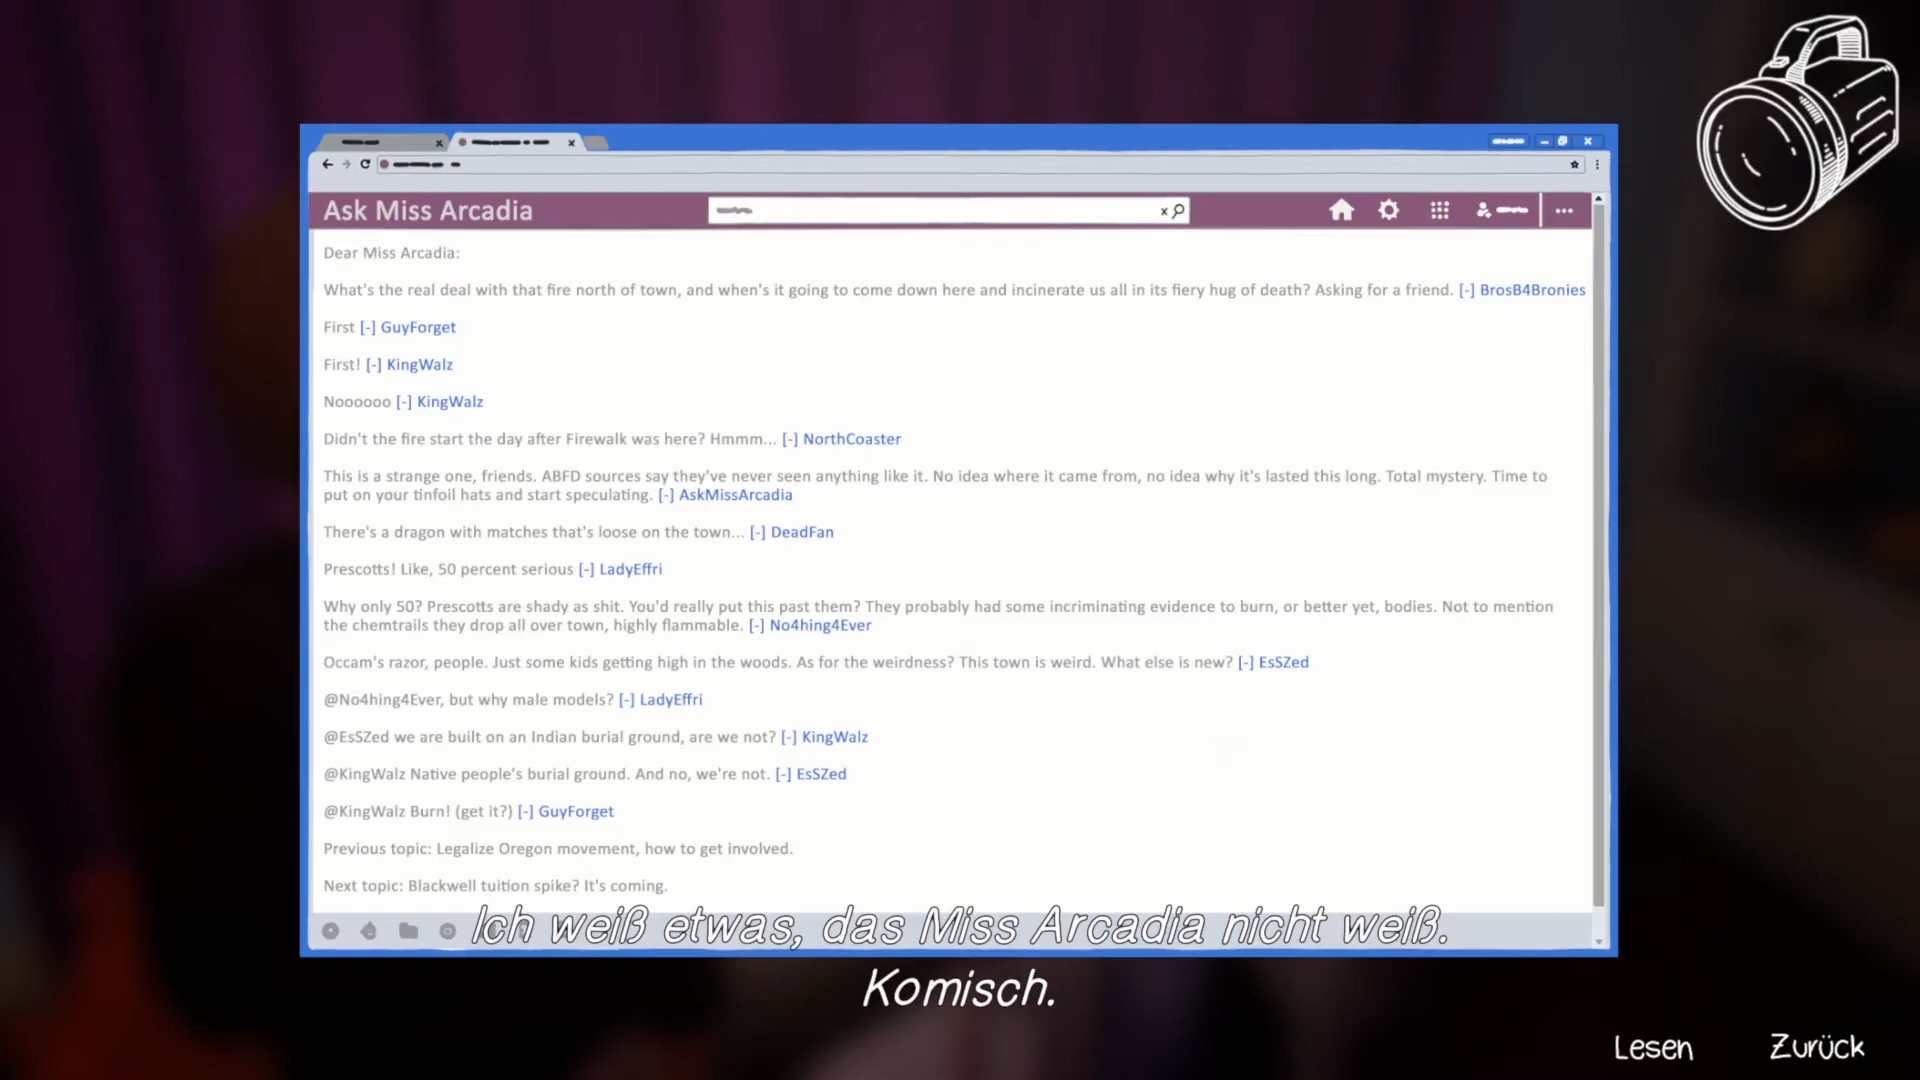 Ask Miss Arcadia
Dear Miss Arcadia:
What's the real deal with that fire north of town, and when's it going to come down here and incinerate us all in its fiery hug of death? Asking for a friend. [-] BrosB4Bronies
First [-] GuyForget
First! [-] KingWalz
Noooooo [-] KingWalz
Didn't the fire start the day after Firewalk was here? Hmmm... [-] NorthCoaster
This is a strange one, friends. ABFD sources say they've never seen anything like it. No idea where it came from, no idea why it's lasted this long. Total mystery. Time to
put on your tinfoil hats and start speculating. [-] AskMissArcadia
There's a dragon with matches that's loose on the town... [-] DeadFan
Prescotts! Like, 50 percent serious [-] LadyEffri
Why only 50? Prescotts are shady as shit. You'd really put this past them? They probably had some incriminating evidence to burn, or better yet, bodies. Not to mention
the chemtrails they drop all over town, highly flammable. [-] No4hing4Ever
Occam's razor, people. Just some kids getting high in the woods. As for the weirdness? This town is weird. What else is new? [-] EsSZed
@No4hing4Ever, but why male models? [-] LadyEffri
@EsSZed we are built on an Indian burial ground, are we not? [-] KingWalz
@KingWalz Native people's burial ground. And no, we're not. [-] EsSZed
@KingWalz Burn! (get it?) [-] GuyForget
Previous topic: Legalize Oregon movement, how to get involved.
Next topic: Blackwell tuition spike? It's coming.
Ich weiß etwas, das Miss Arcadia nicht weiß.
Komisch.
Lesen Zurück